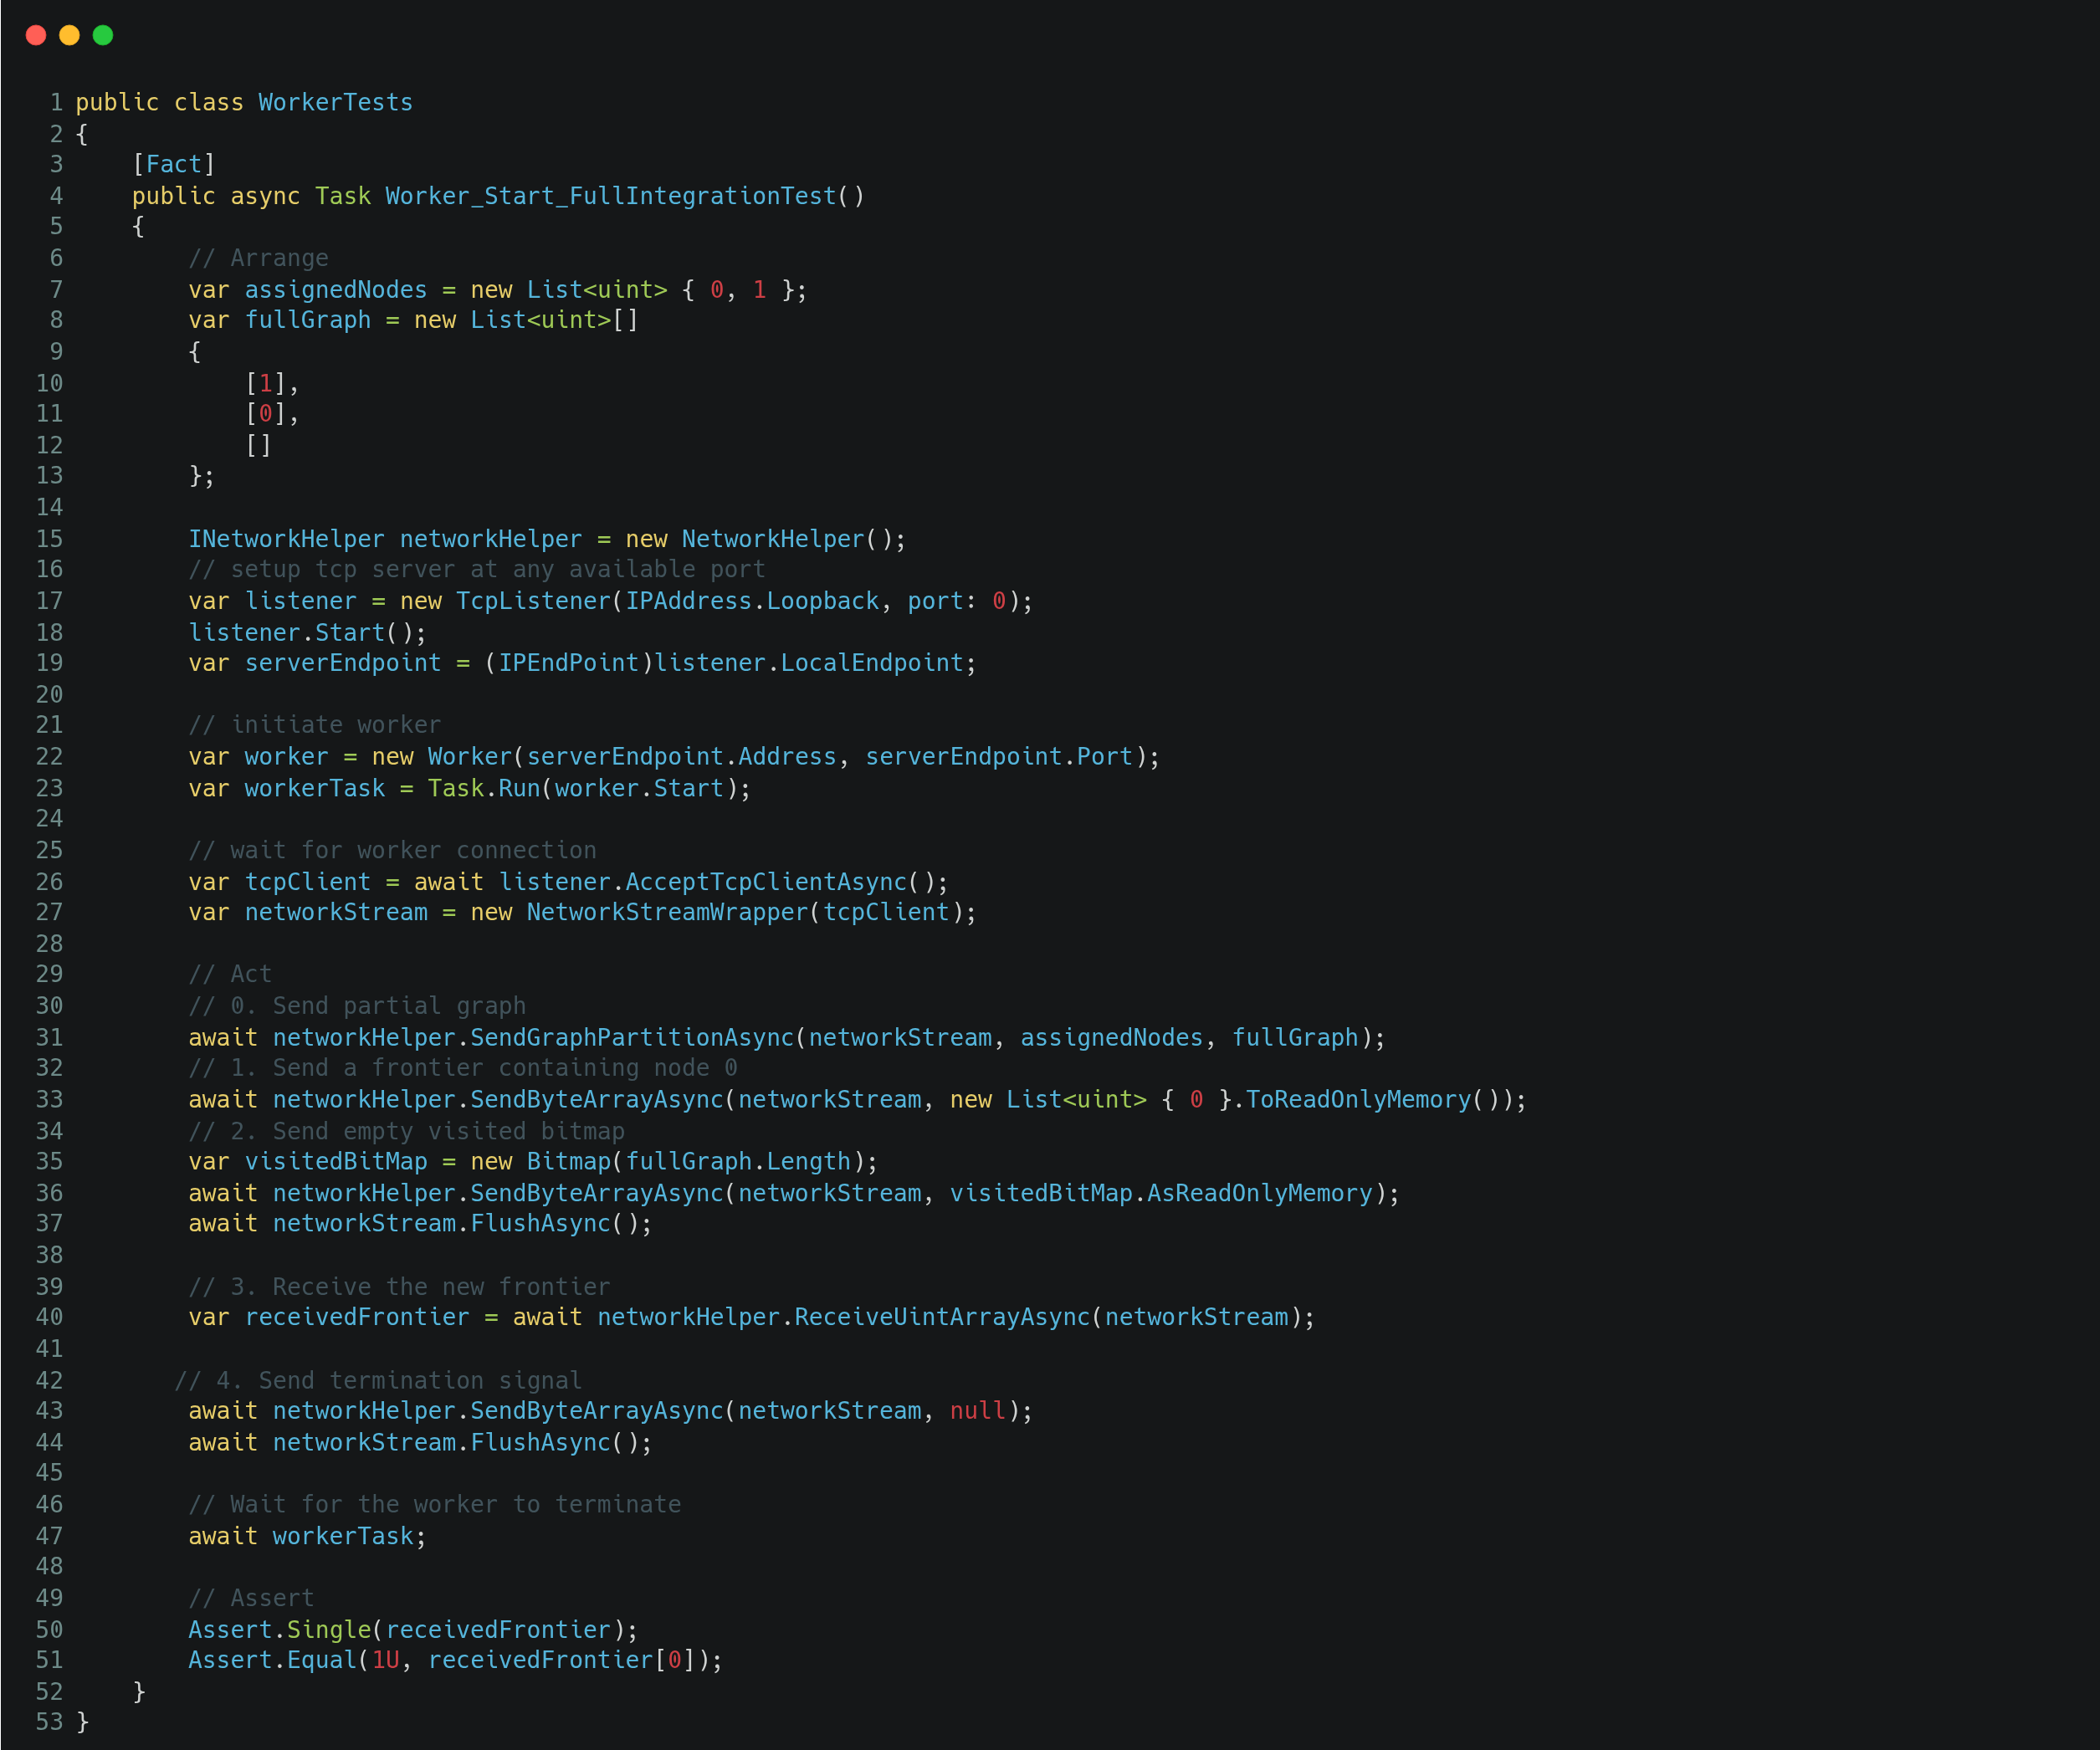 1 public class WorkerTests
2 {
3     [Fact]
4     public async Task Worker_Start_FullIntegrationTest()
5     {
6         // Arrange
7         var assignedNodes = new List<uint> { 0, 1 };
8         var fullGraph = new List<uint>[]
9         {
10             [1],
11             [0],
12             []
13         };
14
15         INetworkHelper networkHelper = new NetworkHelper();
16         // setup tcp server at any available port
17         var listener = new TcpListener(IPAddress.Loopback, port: 0);
18         listener.Start();
19         var serverEndpoint = (IPEndPoint)listener.LocalEndpoint;
20
21         // initiate worker
22         var worker = new Worker(serverEndpoint.Address, serverEndpoint.Port);
23         var workerTask = Task.Run(worker.Start);
24
25         // wait for worker connection
26         var tcpClient = await listener.AcceptTcpClientAsync();
27         var networkStream = new NetworkStreamWrapper(tcpClient);
28
29         // Act
30         // 0. Send partial graph
31         await networkHelper.SendGraphPartitionAsync(networkStream, assignedNodes, fullGraph);
32         // 1. Send a frontier containing node 0
33         await networkHelper.SendByteArrayAsync(networkStream, new List<uint> { 0 }.ToReadOnlyMemory());
34         // 2. Send empty visited bitmap
35         var visitedBitMap = new Bitmap(fullGraph.Length);
36         await networkHelper.SendByteArrayAsync(networkStream, visitedBitMap.AsReadOnlyMemory);
37         await networkStream.FlushAsync();
38
39         // 3. Receive the new frontier
40         var receivedFrontier = await networkHelper.ReceiveUintArrayAsync(networkStream);
41
42        // 4. Send termination signal
43         await networkHelper.SendByteArrayAsync(networkStream, null);
44         await networkStream.FlushAsync();
45
46         // Wait for the worker to terminate
47         await workerTask;
48
49         // Assert
50         Assert.Single(receivedFrontier);
51         Assert.Equal(1U, receivedFrontier[0]);
52     }
53 }